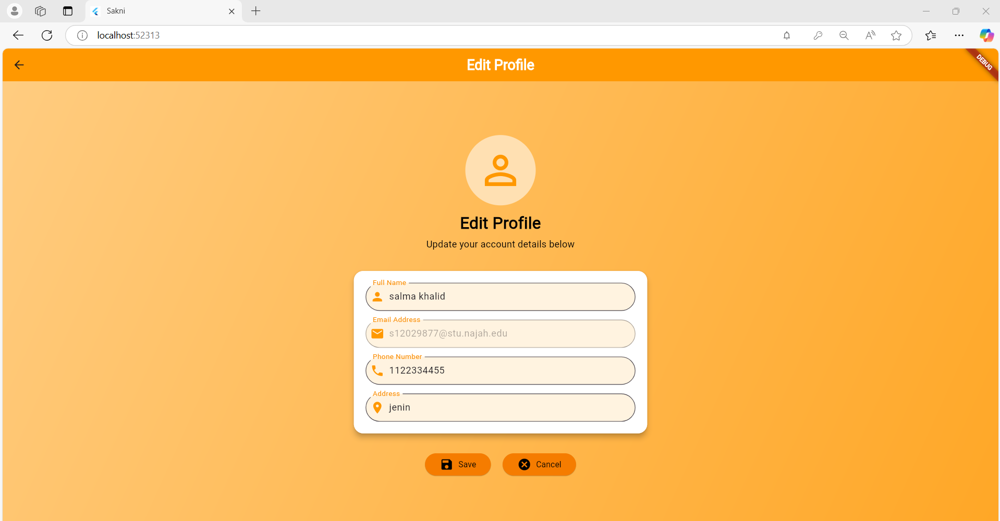 Sakni
localhost:52313
Edit Profile
DEBUG
Edit Profile
Update your account details below
Full Name
salma khalid
Email Address
s12029877@stu.najah.edu
Phone Number
1122334455
Address
jenin
Save
Cancel